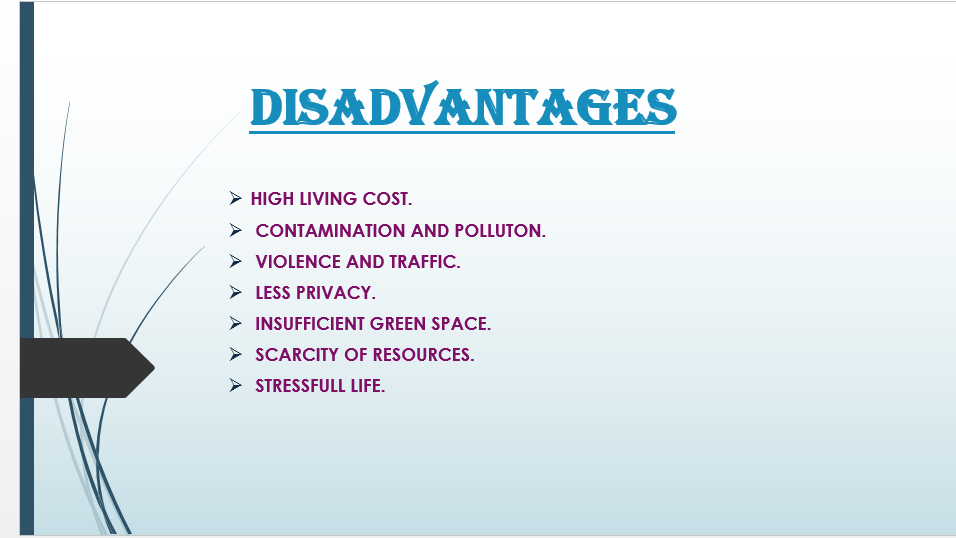 DISADVANTAGES
➢ HIGH LIVING COST.
➢ CONTAMINATION AND POLLUTON.
➢ VIOLENCE AND TRAFFIC.
➢ LESS PRIVACY.
➢ INSUFFICIENT GREEN SPACE.
➢ SCARCITY OF RESOURCES.
➢ STRESSFULL LIFE.